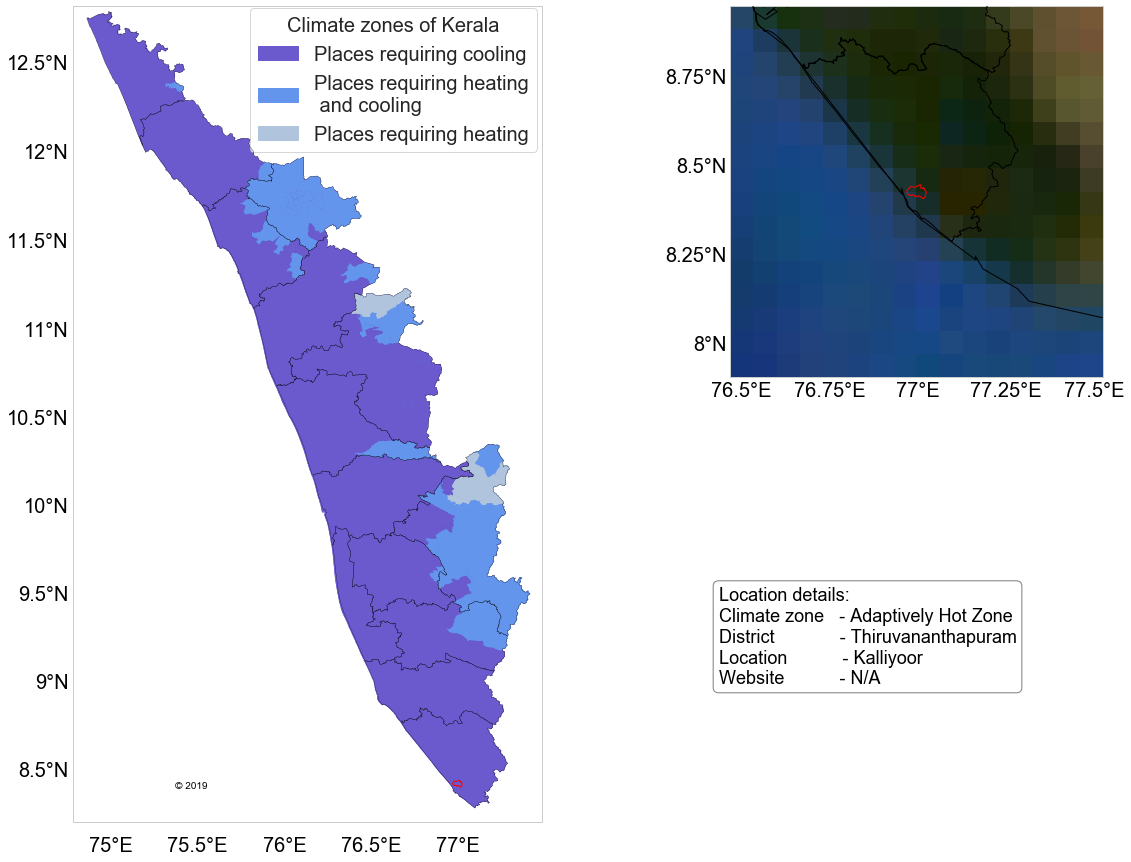 Climate zones of Kerala
Places requiring cooling
Places requiring heating
and cooling
Places requiring heating
12.5°N
12°N
11.5°N
11°N
10.5°N
10°N
9.5°N
9°N
8.5°N
© 2019
75°E 75.5°E 76°E 76.5°E 77°E
8.75°N
8.5°N
8.25°N
8°N
76.5°E 76.75°E 77°E 77.25°E 77.5°E
Location details:
Climate zone - Adaptively Hot Zone
District - Thiruvananthapuram
Location - Kalliyoor
Website - N/A